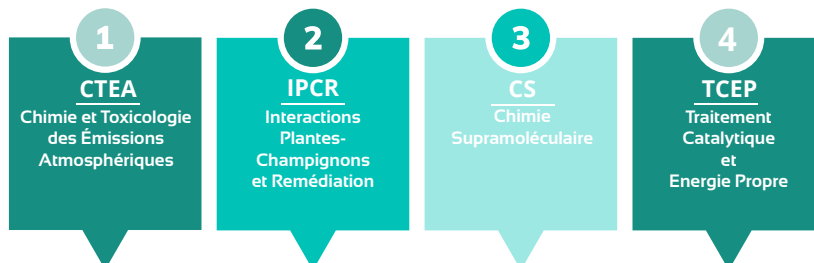 1
CTEA
Chimie et Toxicologie
des Émissions
Atmosphériques
2
IPCR
Interactions
Plantes-
Champignons
et Remédiation
3
CS
Chimie
Supramoléculaire
4
TCEP
Traitement
Catalytique
et
Energie Propre